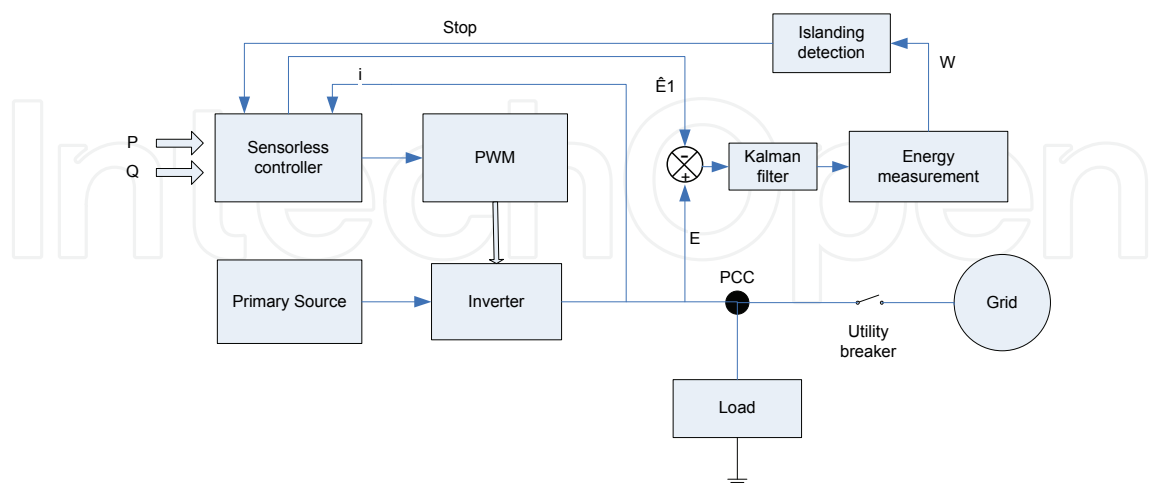 Stop
Islanding
detection
W
i
Ê1
P
Q
Sensorless
controller
PWM
Kalman
filter
Energy
measurement
E
PCC
Primary Source
Inverter
Grid
Utility
breaker
Load
-
+
IntechOpen